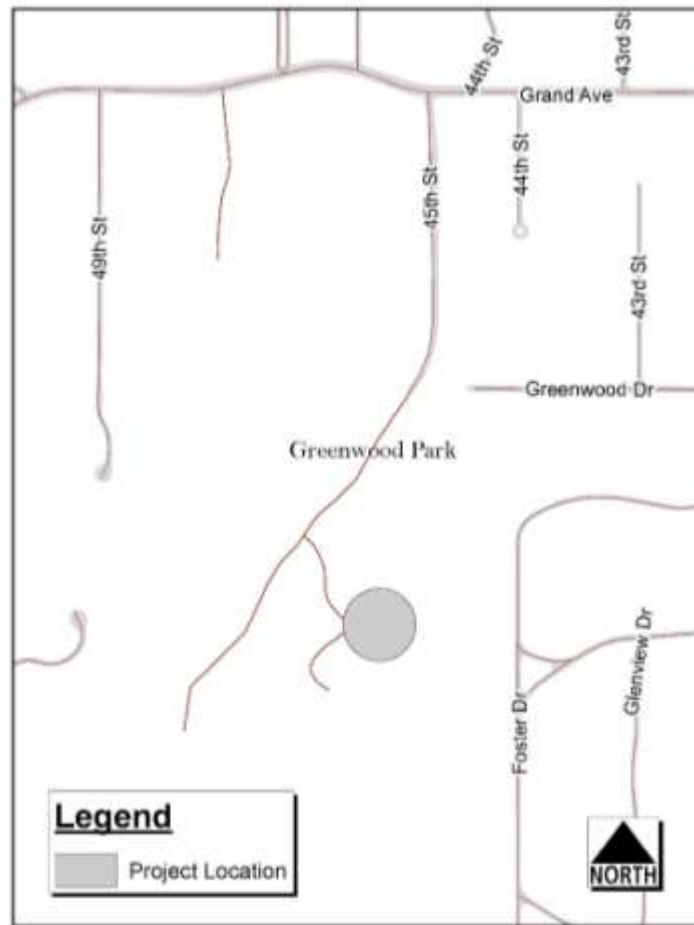 44th St
43rd St
Grand Ave
49th St
45th St
44th St
43rd St
Greenwood Dr
Greenwood Park
Foster Dr
Glenview Dr
Legend
Project Location
NORTH